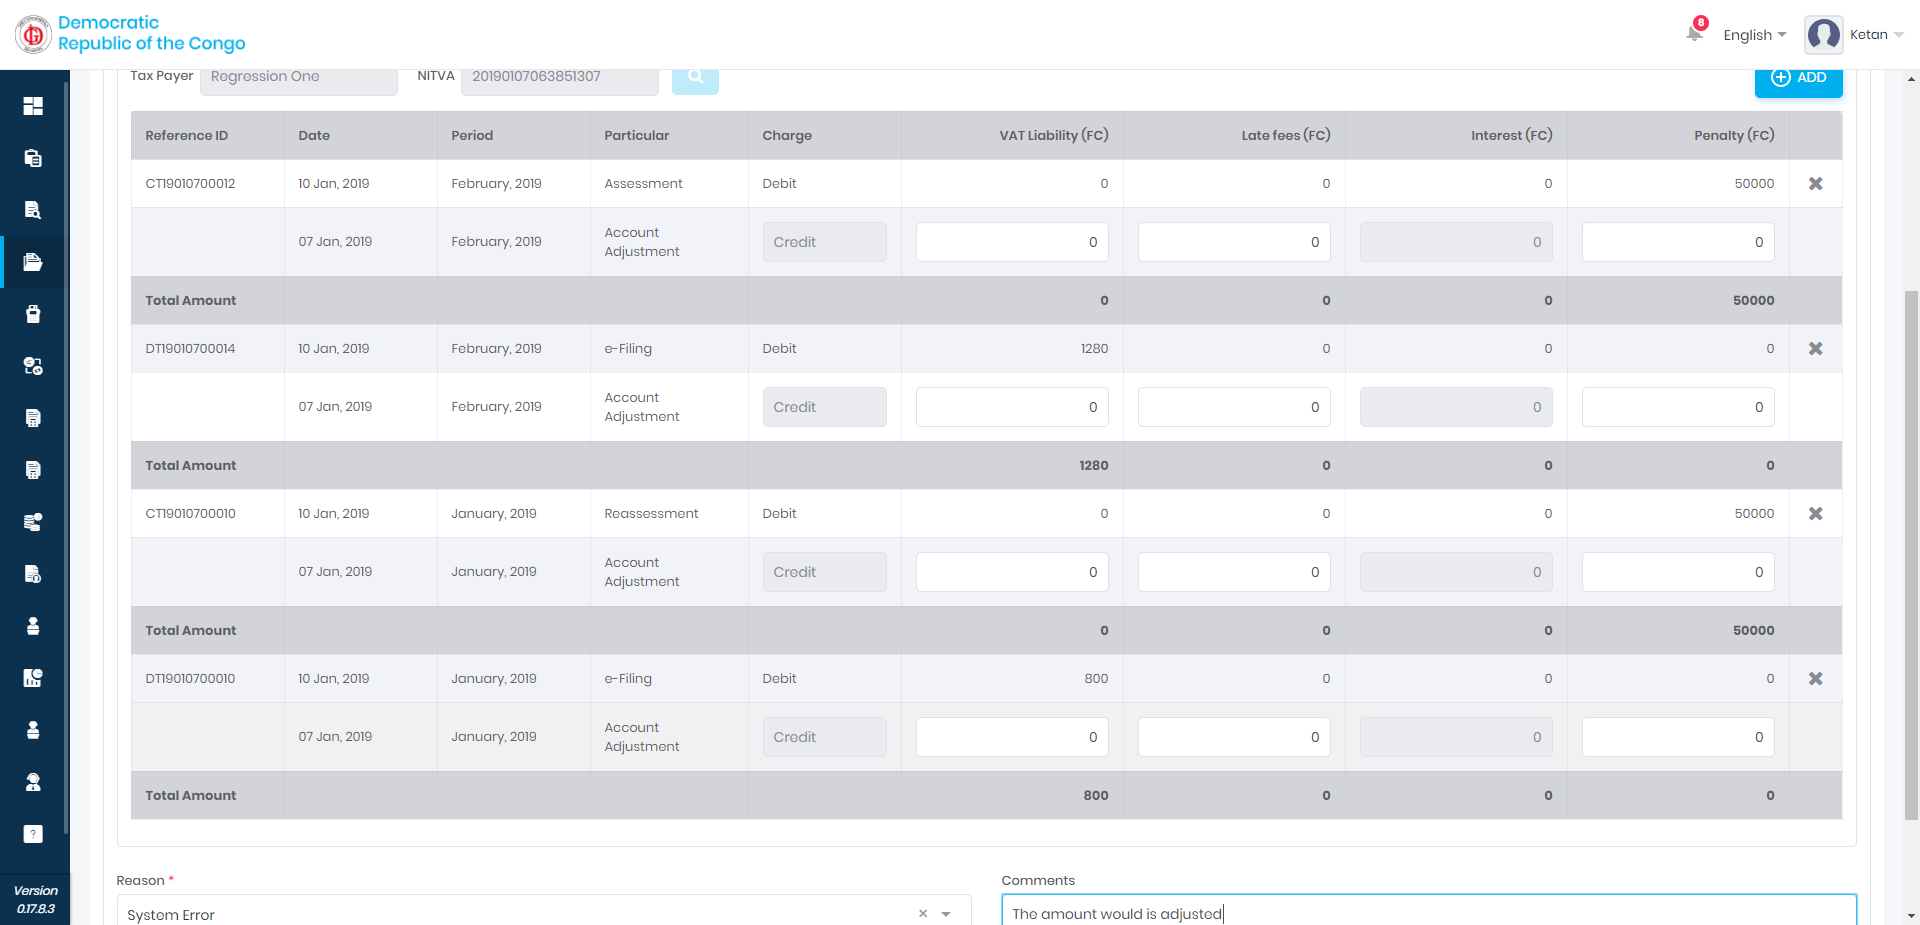 Democratic
Republic of the Congo
8
English
Ketan
Tax Payer Regression One NITVA 20190107063851307 ADD
Reference ID Date Period Particular Charge VAT Liability (FC) Late fees (FC) Interest (FC) Penalty (FC)
CT19010700012 10 Jan, 2019 February, 2019 Assessment Debit 0 0 0 50000
07 Jan, 2019 February, 2019 Account Adjustment Credit 0 0 0 0
Total Amount 0 0 0 50000
DT19010700014 10 Jan, 2019 February, 2019 e-Filing Debit 1280 0 0 0
07 Jan, 2019 February, 2019 Account Adjustment Credit 0 0 0 0
Total Amount 1280 0 0 0
CT19010700010 10 Jan, 2019 January, 2019 Reassessment Debit 0 0 0 50000
07 Jan, 2019 January, 2019 Account Adjustment Credit 0 0 0 0
Total Amount 0 0 0 50000
DT19010700010 10 Jan, 2019 January, 2019 e-Filing Debit 800 0 0 0
07 Jan, 2019 January, 2019 Account Adjustment Credit 0 0 0 0
Total Amount 800 0 0 0
Reason * Comments
System Error The amount would is adjusted
Version
0.17.8.3